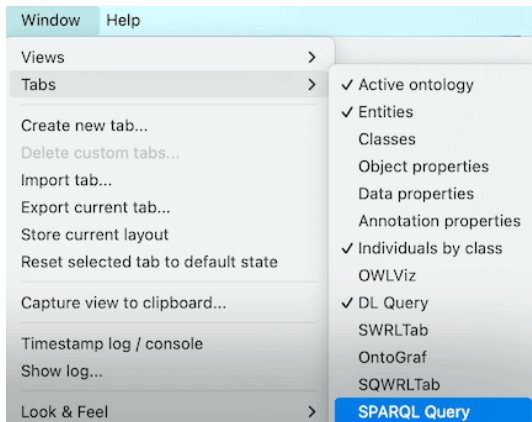 Window Help
Views
Tabs
Create new tab...
Delete custom tabs...
Import tab...
Export current tab...
Store current layout
Reset selected tab to default state
Capture view to clipboard...
Timestamp log / console
Show log...
Look & Feel
Active ontology
Entities
Classes
Object properties
Data properties
Annotation properties
Individuals by class
OWLViz
DL Query
SWRLTab
OntoGraf
SQWRLTab
SPARQL Query